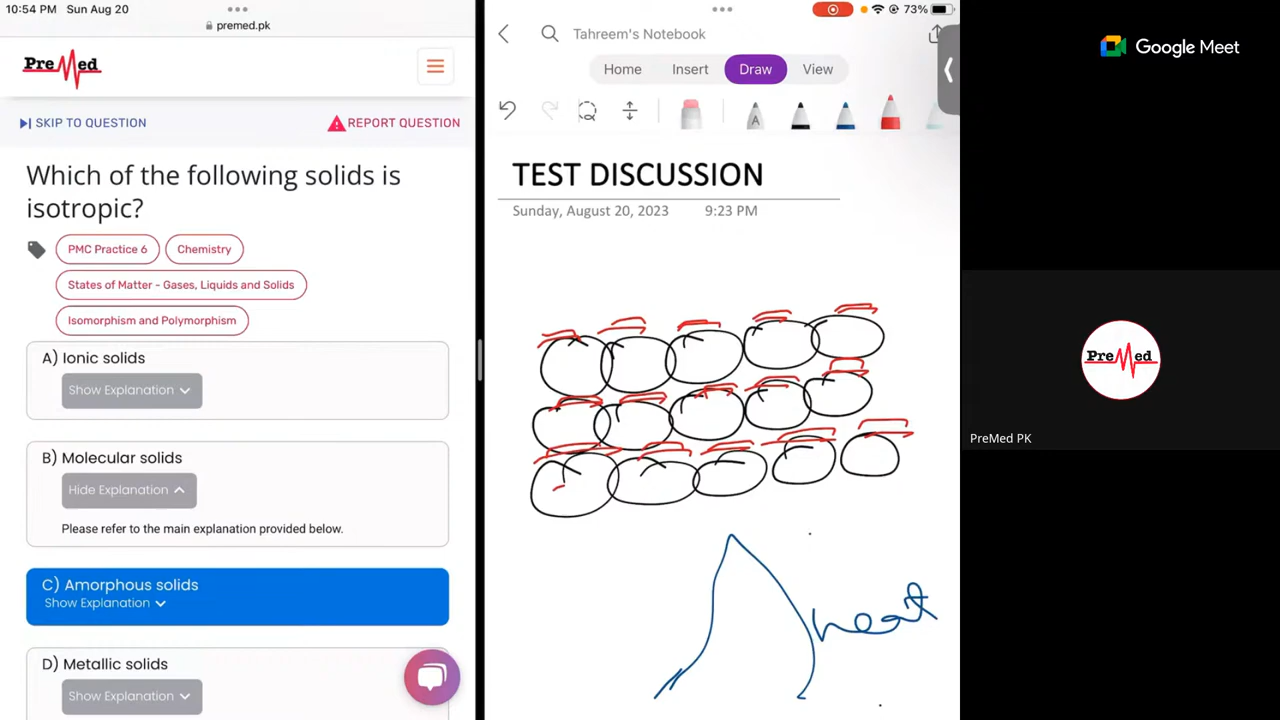 10:54 PM Sun Aug 20
premed.pk
PreMed
SKIP TO QUESTION
REPORT QUESTION
Which of the following solids is
isotropic?
PMC Practice 6
Chemistry
States of Matter - Gases, Liquids and Solids
Isomorphism and Polymorphism
A) Ionic solids
Show Explanation
B) Molecular solids
Hide Explanation
Please refer to the main explanation provided below.
C) Amorphous solids
Show Explanation
D) Metallic solids
Show Explanation
73%
Tahreem's Notebook
Home Insert Draw View
A
TEST DISCUSSION
Sunday, August 20, 2023 9:23 PM
heat
Google Meet
PreMed
PreMed PK